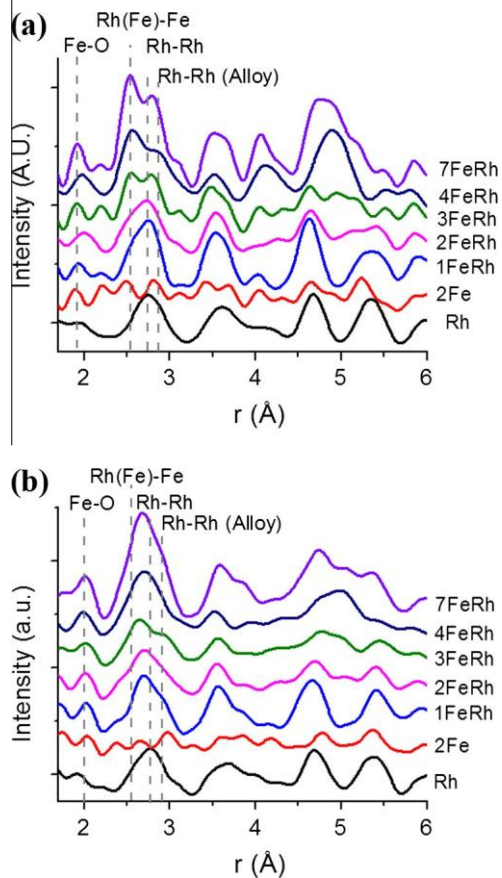 (a)
Rh(Fe)-Fe
Fe-O
Rh-Rh
Rh-Rh (Alloy)
Intensity (A.U.)
7FeRh
4FeRh
3FeRh
2FeRh
1FeRh
2Fe
Rh
2 3 4 5 6
r (Å)
(b)
Rh(Fe)-Fe
Fe-O
Rh-Rh
Rh-Rh (Alloy)
Intensity (a.u.)
7FeRh
4FeRh
3FeRh
2FeRh
1FeRh
2Fe
Rh
2 3 4 5 6
r (Å)